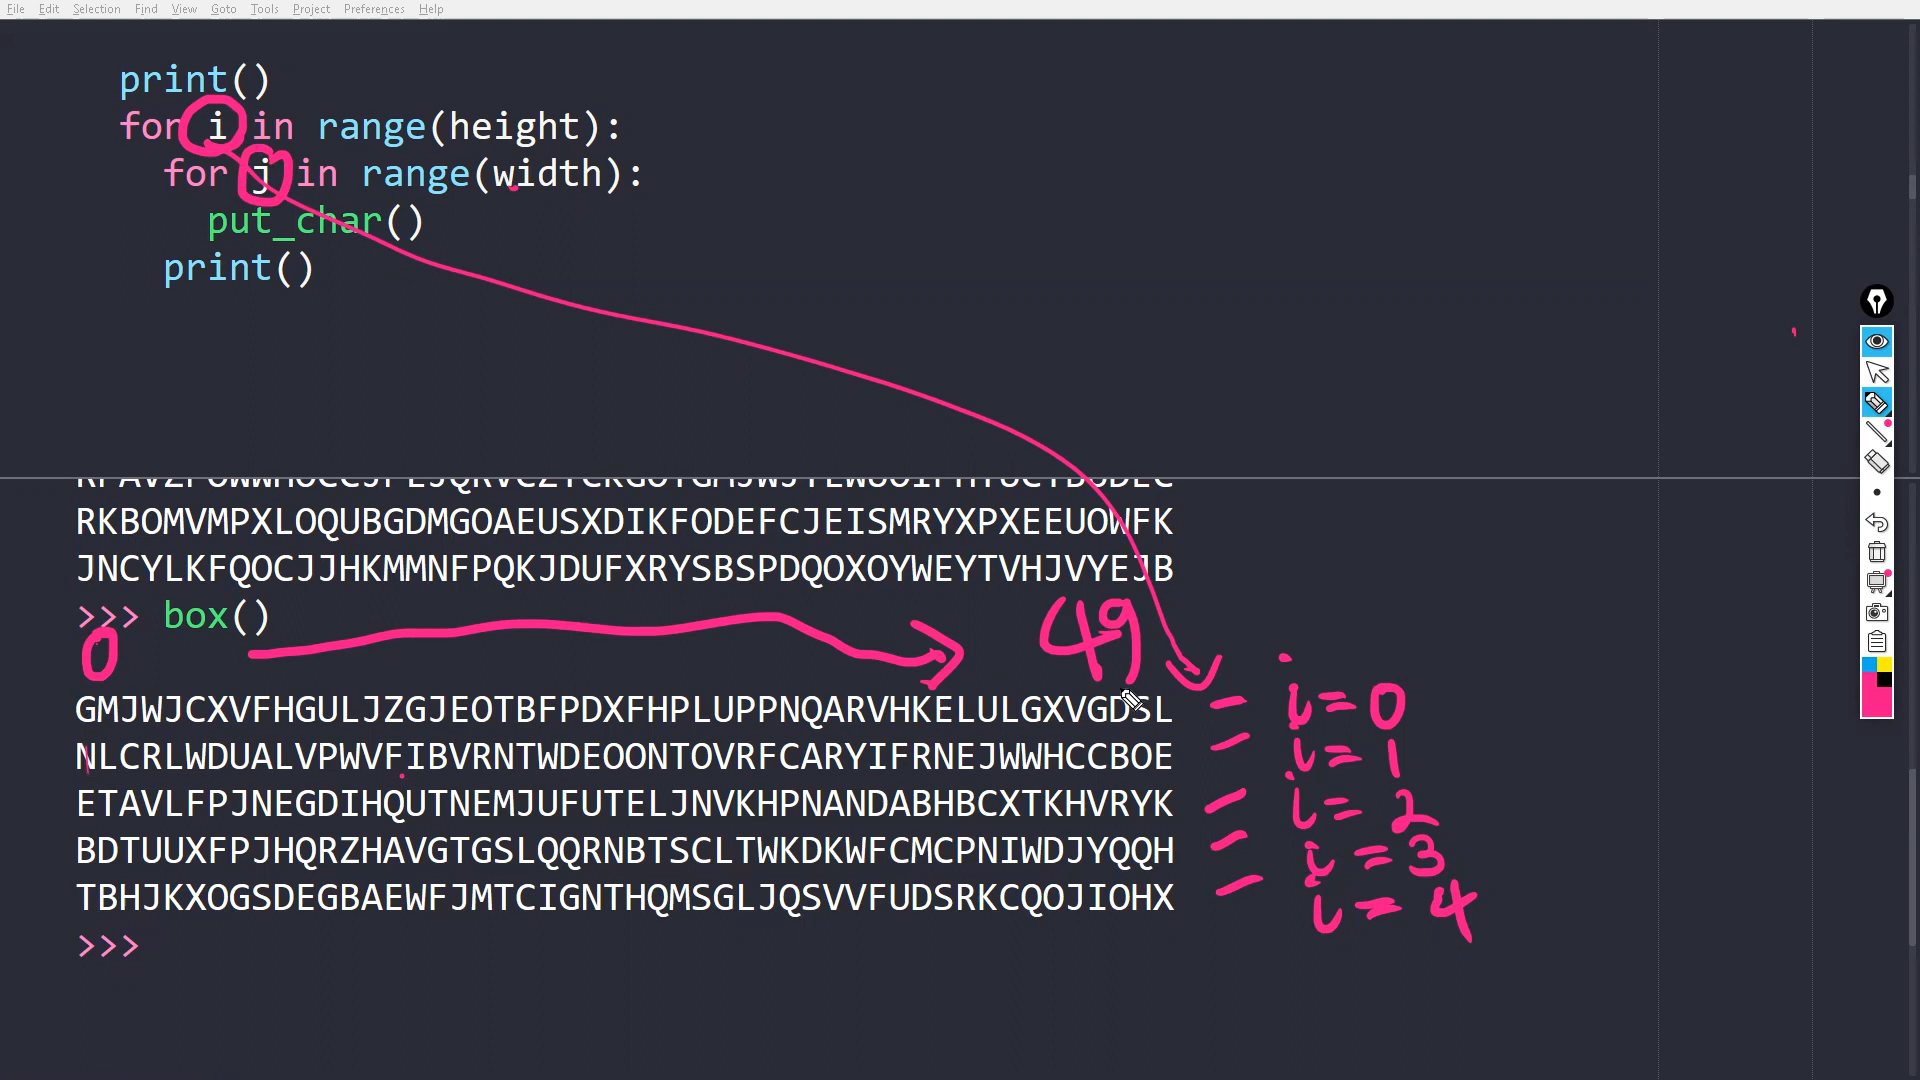 File Edit Selection Find View Goto Tools Project Preferences Help
print()
for i in range(height):
for j in range(width):
put_char()
print()
RKBOMVMPXLOQUBGDMGOAEUSXDIKFODEFCJEISMRYXPXEEUOWFK
JNCYLKFQOCJJHKMMNFPQKJDUFXRYSBSPDQOXOYWEYTVHJVYEJB
>>> box()
0 49
GMJWJCXVFHGULJZGJEOTBFPDXFHPLUPPNQARVHKELULGXVGDSL - i = 0
NLCRLWDUALVPWVFIBVRNTWDEOONTOVRFCARYIFRNEJWWHCCBOE - i = 1
ETAVLFPJNEGDIHQUTNEMJUFUTELJNVKHPNANDABHBCXTKHVRYK - i = 2
BDTUUXFPJHQRZHAVGTGSLQQRNBTSCLTWKDKWFCMCPNIWDJYQQH - i = 3
TBHJKXOGSDEGBAEWFJMTCIGNTHQMSGLJQSVVFUDSRKCQOJIOHX - i = 4
>>>